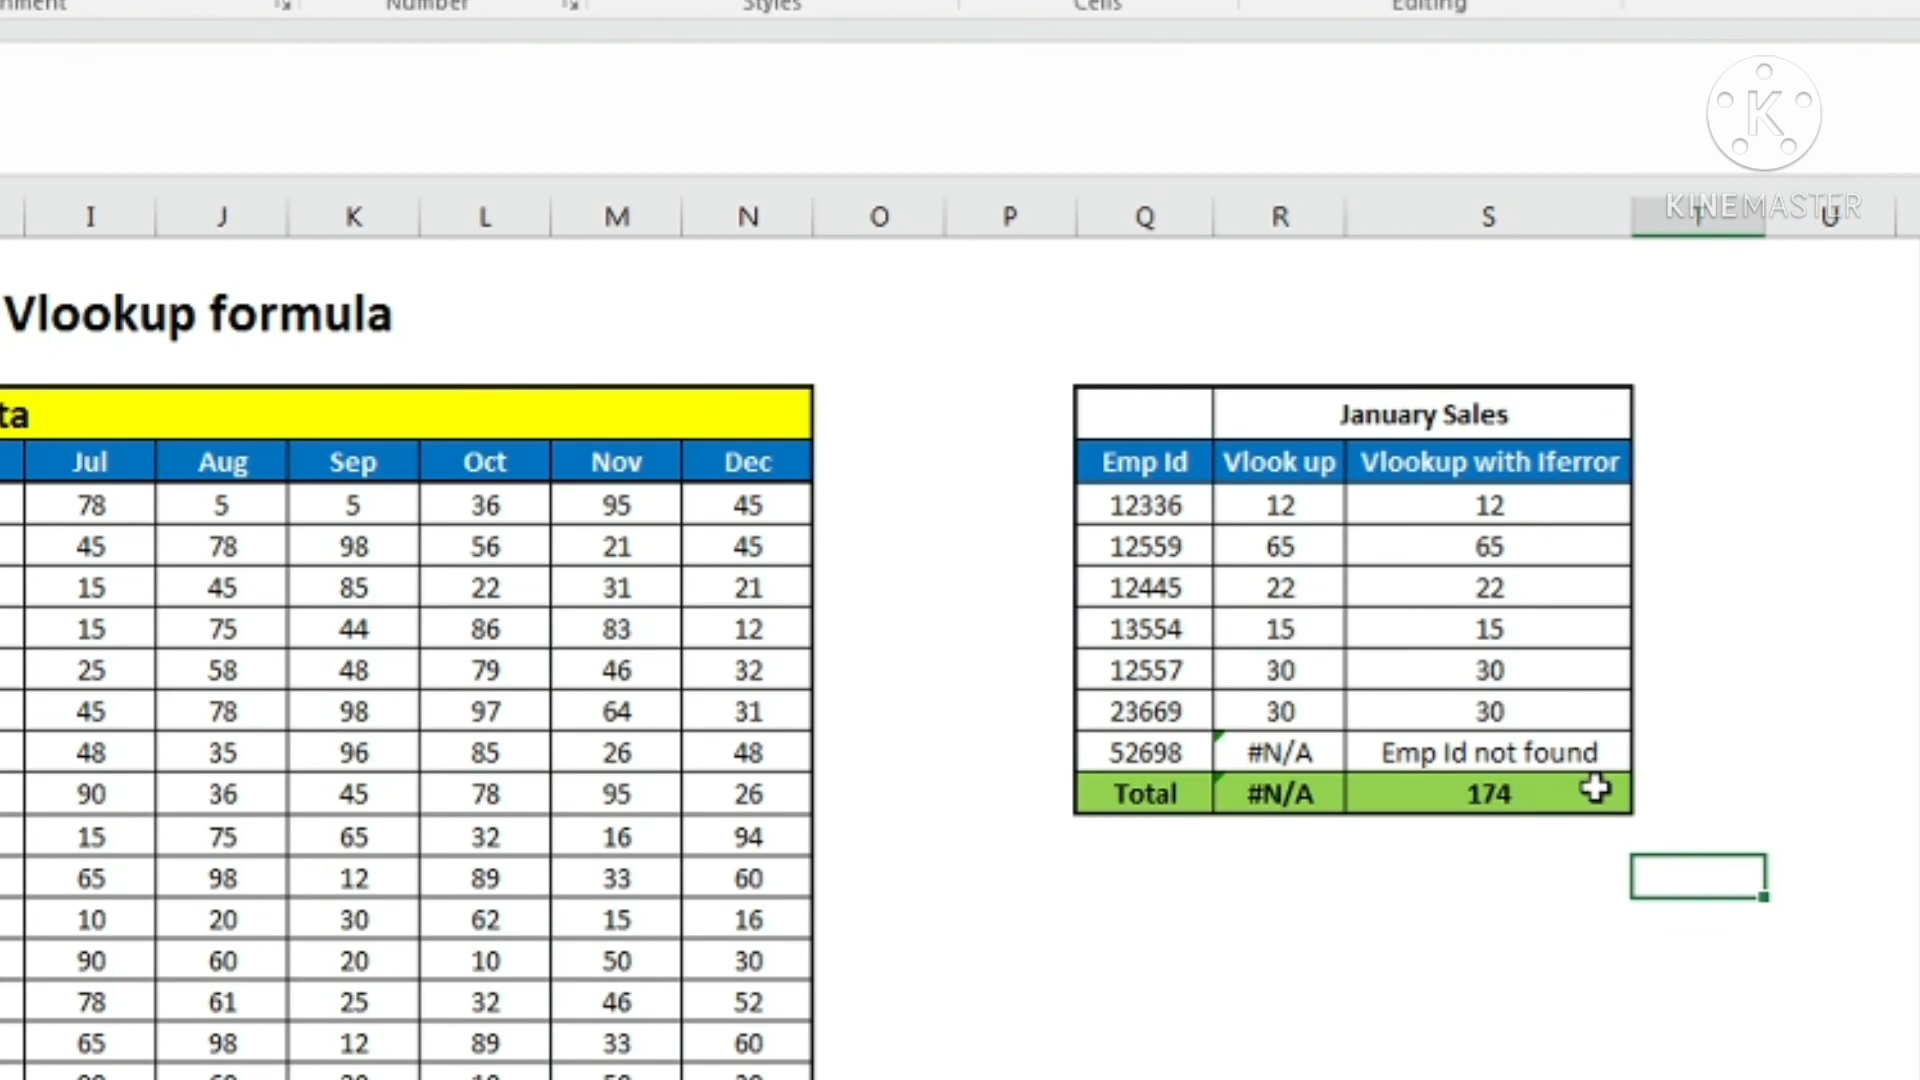 Number
Styles
Cells
Editing
K
KINEMASTER
I J K L M N O P Q R S T U
Vlookup formula
ta
January Sales
Jul Aug Sep Oct Nov Dec Emp Id Vlook up Vlookup with Iferror
78 5 5 36 95 45 12336 12 12
45 78 98 56 21 45 12559 65 65
15 45 85 22 31 21 12445 22 22
15 75 44 86 83 12 13554 15 15
25 58 48 79 46 32 12557 30 30
45 78 98 97 64 31 23669 30 30
48 35 96 85 26 48 52698 #N/A Emp Id not found
90 36 45 78 95 26 Total #N/A 174
15 75 65 32 16 94
65 98 12 89 33 60
10 20 30 62 15 16
90 60 20 10 50 30
78 61 25 32 46 52
65 98 12 89 33 60